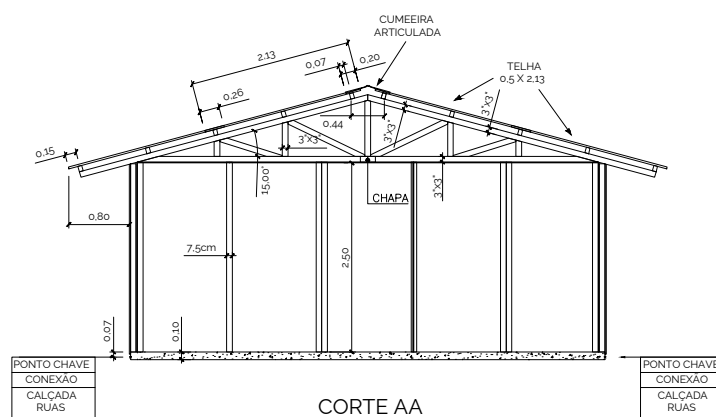 CUMEEIRA
ARTICULADA
2.13
0,07
0,20
TELHA
0.5 X 2,13
0.26
0.44
3"x3"
3"x3"
3"x3"
0.15
15,00°
3"x3"
CHAPA
0,80
7.5cm
2.50
0.07
0.10
PONTO CHAVE
CONEXÃO
CALÇADA
RUAS
PONTO CHAVE
CONEXÃO
CALÇADA
RUAS
CORTE AA